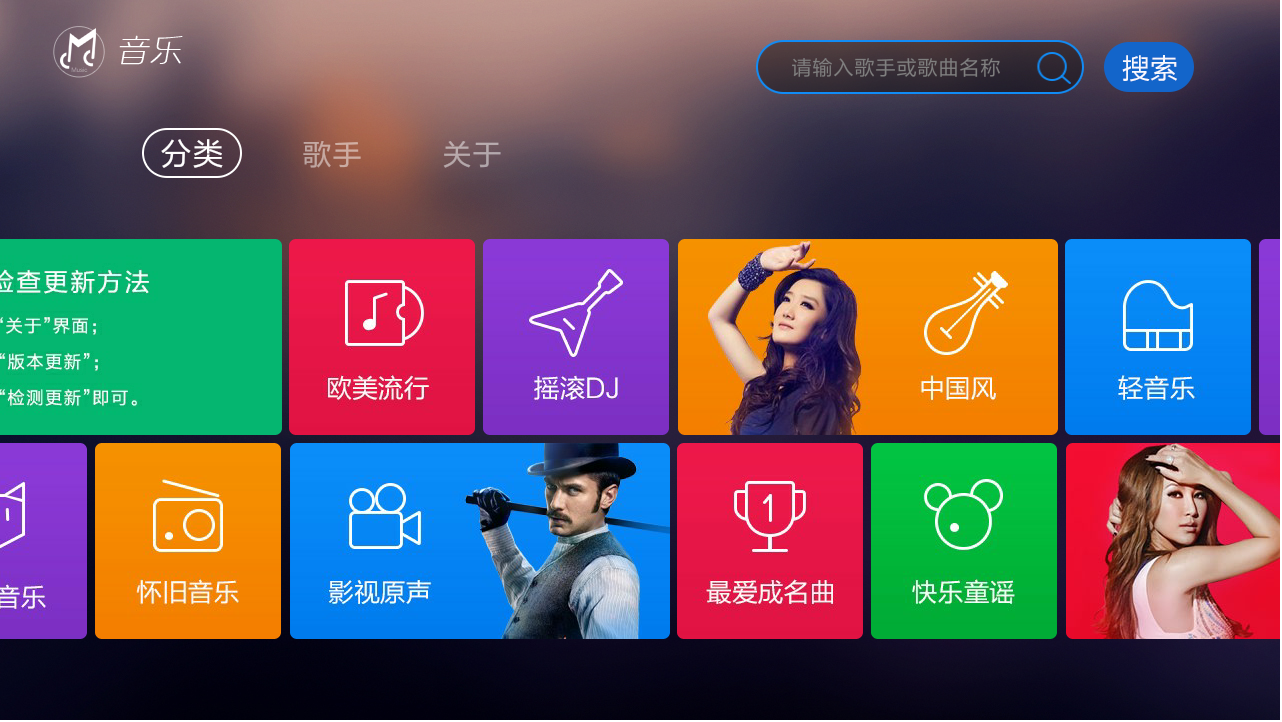 Music
音乐
请输入歌手或歌曲名称
搜索
分类
歌手
关于
检查更新方法
“关于”界面；
“版本更新”；
“检测更新”即可。
欧美流行
摇滚DJ
中国风
轻音乐
音乐
怀旧音乐
影视原声
1
最爱成名曲
快乐童谣